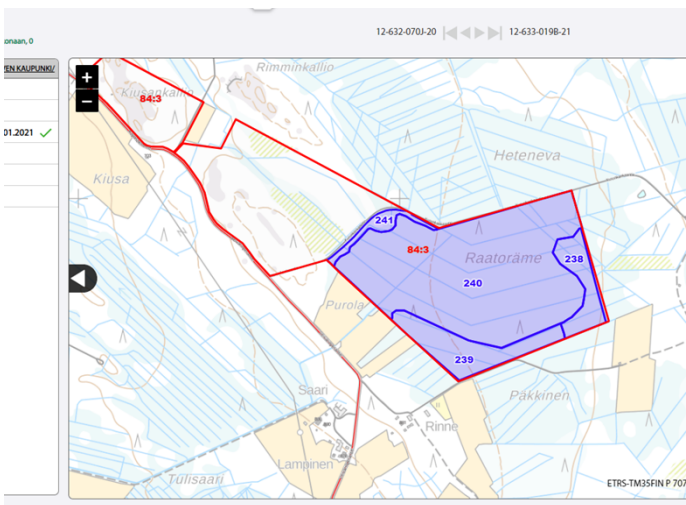 12-632-070J-20
12-633-019B-21
onaan, 0
YEN KAUPUNKI/
01.2021
+
−
Rimminkallio
Kiusankallio
84:3
Heteneva
Kiusa
241
84:3
Raatoräme
238
240
Purola
239
Saari
Pakkinen
Rinne
Lampinen
Tulisaari
ETRS-TM35FIN P 707